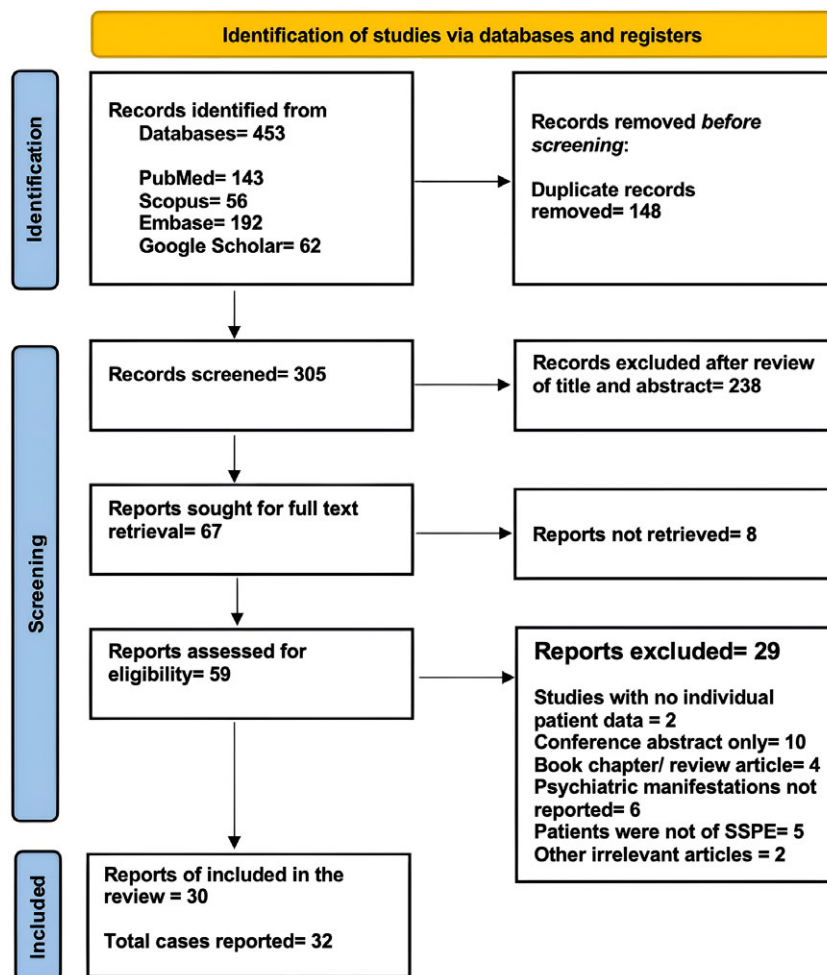 Identification of studies via databases and registers
Identification
Records identified from
Databases= 453
PubMed= 143
Scopus= 56
Embase= 192
Google Scholar= 62
Records removed before
screening:
Duplicate records
removed= 148
Screening
Records screened= 305
Records excluded after review
of title and abstract= 238
Reports sought for full text
retrieval= 67
Reports not retrieved= 8
Reports assessed for
eligibility= 59
Reports excluded= 29
Studies with no individual
patient data = 2
Conference abstract only= 10
Book chapter/ review article= 4
Psychiatric manifestations not
reported= 6
Patients were not of SSPE= 5
Other irrelevant articles = 2
Included
Reports of included in the
review = 30
Total cases reported= 32